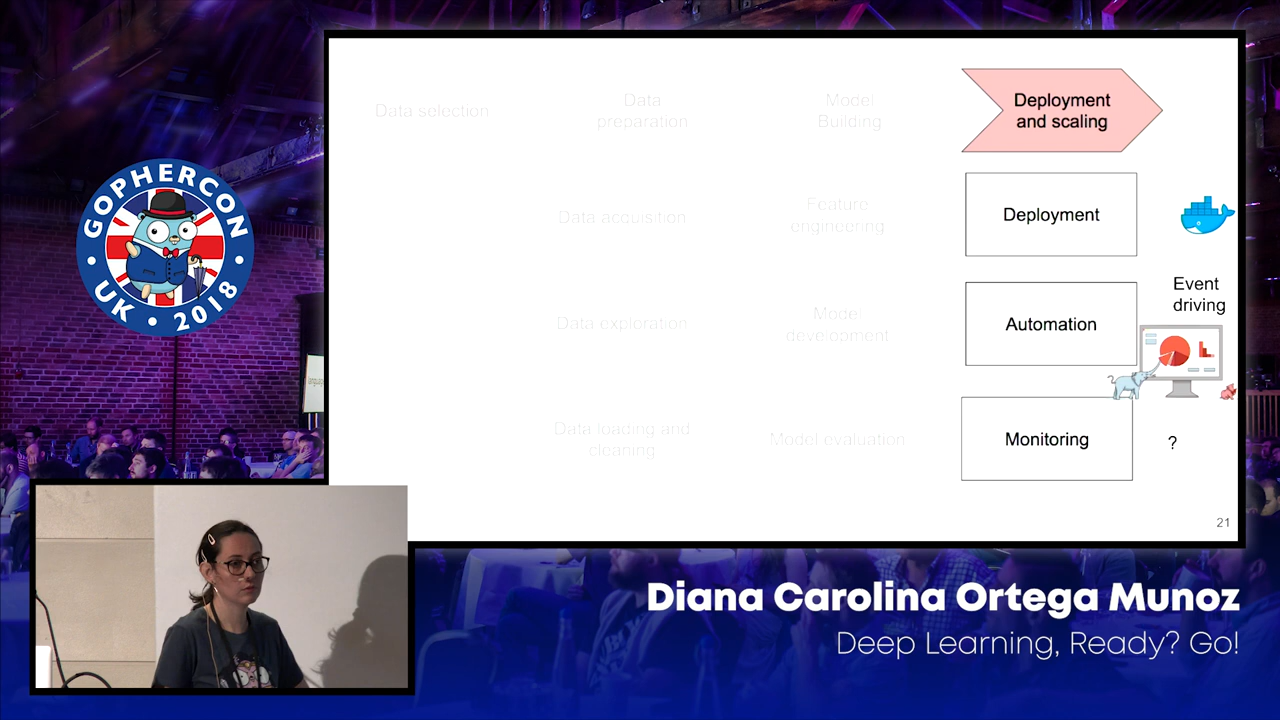 GOPHERCON
UK • 2018
Data selection
Data
preparation
Model
Building
Deployment
and scaling
Data acquisition
Feature
engineering
Deployment
Event
driving
Data exploration
Model
development
Automation
Data loading and
cleaning
Model evaluation
Monitoring
?
21
Diana Carolina Ortega Munoz
Deep Learning, Ready? Go!